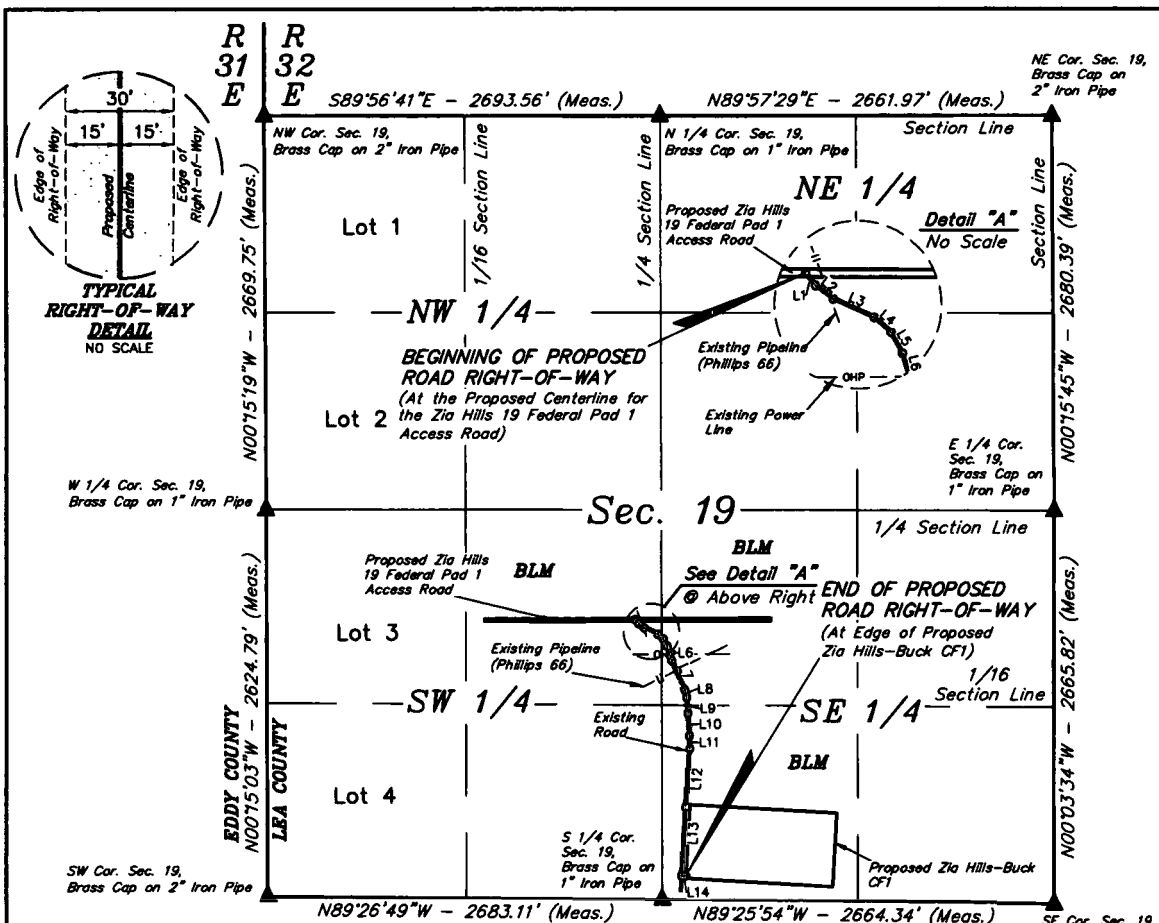 R R
31 32
E E
NE Cor. Sec. 19,
Brass Cap on
2" Iron Pipe
S89°56'41"E - 2693.56' (Meas.)
N89°57'29"E - 2661.97' (Meas.)
30'
15' 15'
Edge of
Right-of-Way
Proposed
Centerline
Edge of
Right-of-Way
TYPICAL
RIGHT-OF-WAY
DETAIL
NO SCALE
NW Cor. Sec. 19,
Brass Cap on 2" Iron Pipe
1/16 Section Line
N 1/4 Cor. Sec. 19,
Brass Cap on 1" Iron Pipe
Section Line
Lot 1
1/4 Section Line
NE 1/4
Section Line
Proposed Zia Hills
19 Federal Pad 1
Access Road
Detail "A"
No Scale
L1
L2
L3
L4
L5
L6
N00°15'19"W - 2669.75' (Meas.)
N00°15'45"W - 2680.39' (Meas.)
NW 1/4
Existing Pipeline
(Phillips 66)
OHP
Existing Power
Line
BEGINNING OF PROPOSED
ROAD RIGHT-OF-WAY
(At the Proposed Centerline for
the Zia Hills 19 Federal Pad 1
Access Road)
Lot 2
E 1/4 Cor.
Sec. 19,
Brass Cap on
1" Iron Pipe
W 1/4 Cor. Sec. 19,
Brass Cap on 1" Iron Pipe
Sec. 19
1/4 Section Line
Proposed Zia Hills
19 Federal Pad 1
Access Road
BLM
BLM
See Detail "A"
@ Above Right
END OF PROPOSED
ROAD RIGHT-OF-WAY
(At Edge of Proposed
Zia Hills-Buck CF1)
Lot 3
Existing Pipeline
(Phillips 66)
L6
L8
L9
L10
L11
L12
L13
L14
1/16
Section Line
SW 1/4
SE 1/4
Existing
Road
BLM
N00°15'03"W - 2624.79' (Meas.)
N00°03'34"W - 2665.82' (Meas.)
EDDY COUNTY
LEA COUNTY
Lot 4
S 1/4 Cor.
Sec. 19,
Brass Cap on
1" Iron Pipe
Proposed Zia Hills-Buck
CF1
SW Cor. Sec. 19,
Brass Cap on 2" Iron Pipe
N89°26'49"W - 2683.11' (Meas.)
N89°25'54"W - 2664.34' (Meas.)
SE Cor. Sec. 19